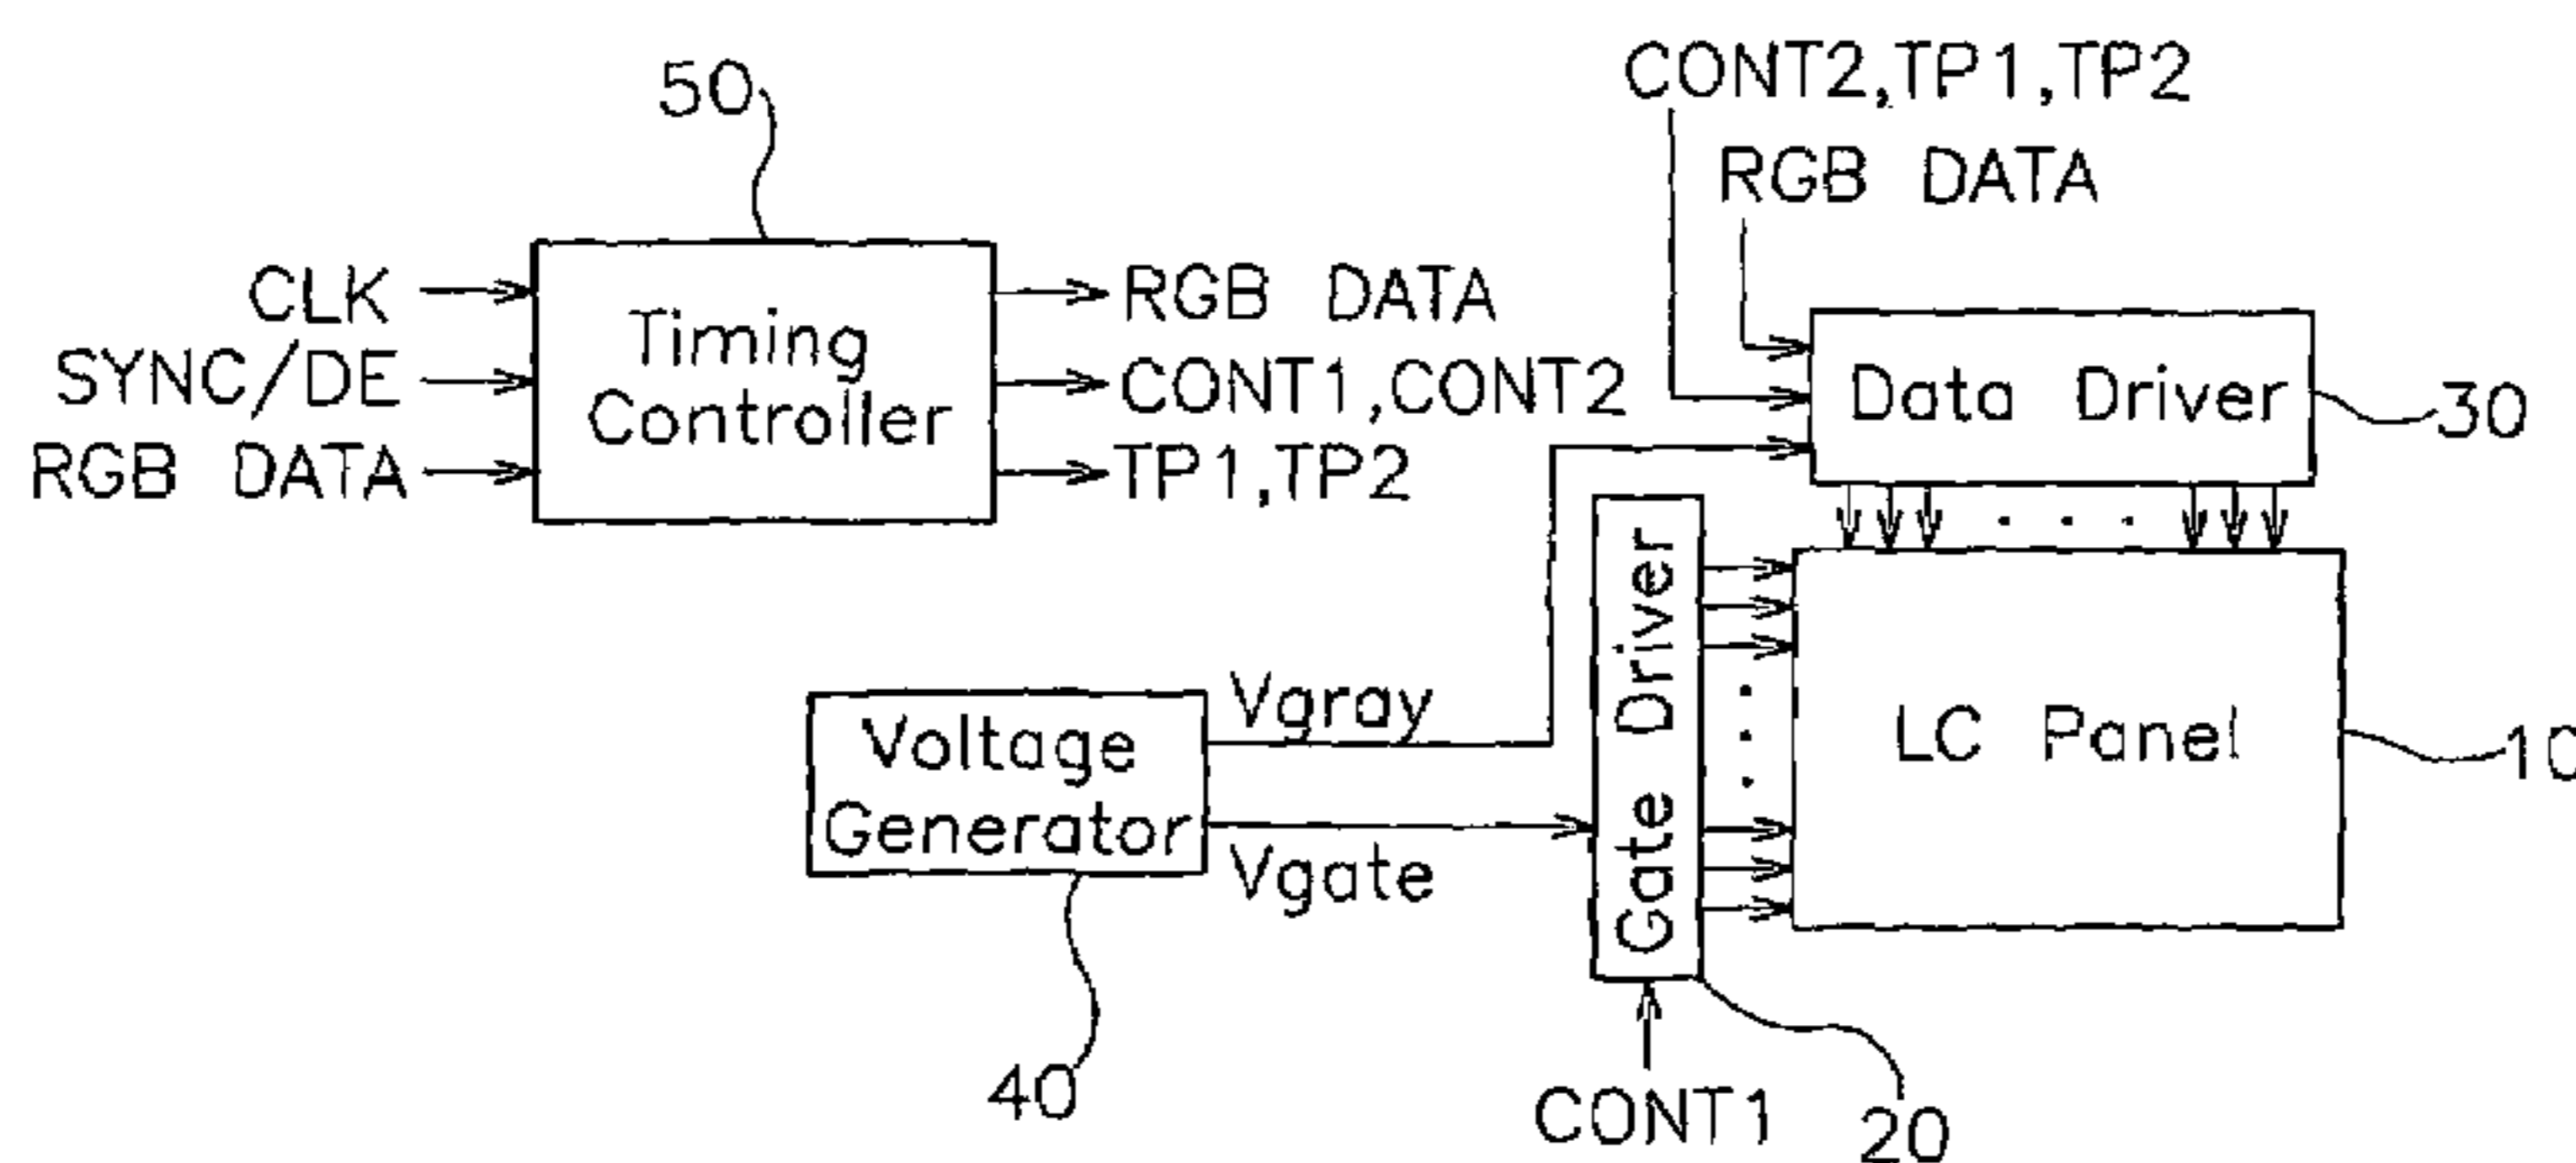 50
CLK
SYNC/DE
RGB DATA
Timing
Controller
RGB DATA
CONT1,CONT2
TP1,TP2
CONT2,TP1,TP2
RGB DATA
Data Driver
30
Voltage
Generator
40
Vgray
Vgate
Gate Driver
CONT1
20
LC Panel
10